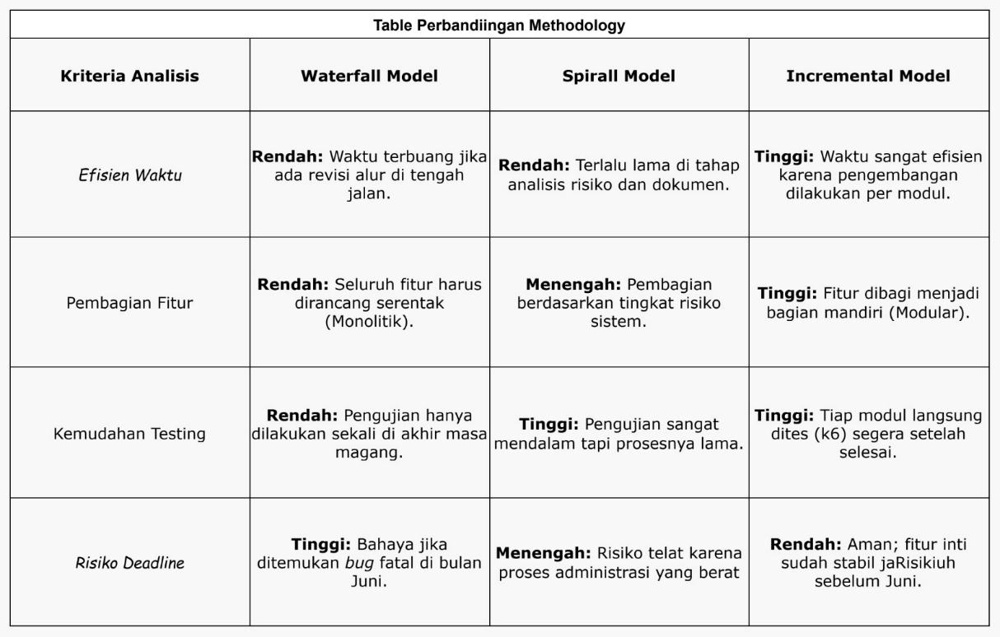 Table Perbandiingan Methodology
Kriteria Analisis
Waterfall Model
Spirall Model
Incremental Model
Efisien Waktu
Rendah: Waktu terbuang jika
ada revisi alur di tengah
jalan.
Rendah: Terlalu lama di tahap
analisis risiko dan dokumen.
Tinggi: Waktu sangat efisien
karena pengembangan
dilakukan per modul.
Pembagian Fitur
Rendah: Seluruh fitur harus
dirancang serentak
(Monolitik).
Menengah: Pembagian
berdasarkan tingkat risiko
sistem.
Tinggi: Fitur dibagi menjadi
bagian mandiri (Modular).
Kemudahan Testing
Rendah: Pengujian hanya
dilakukan sekali di akhir masa
magang.
Tinggi: Pengujian sangat
mendalam tapi prosesnya lama.
Tinggi: Tiap modul langsung
dites (k6) segera setelah
selesai.
Risiko Deadline
Tinggi: Bahaya jika
ditemukan bug fatal di bulan
Juni.
Menengah: Risiko telat karena
proses administrasi yang berat
Rendah: Aman; fitur inti
sudah stabil jaRisikiuh
sebelum Juni.